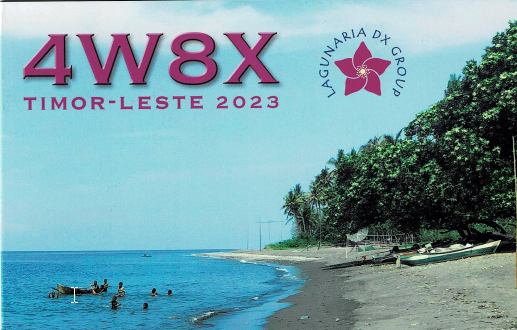 4W8X
TIMOR-LESTE 2023
LAGUNARIA DX GROUP